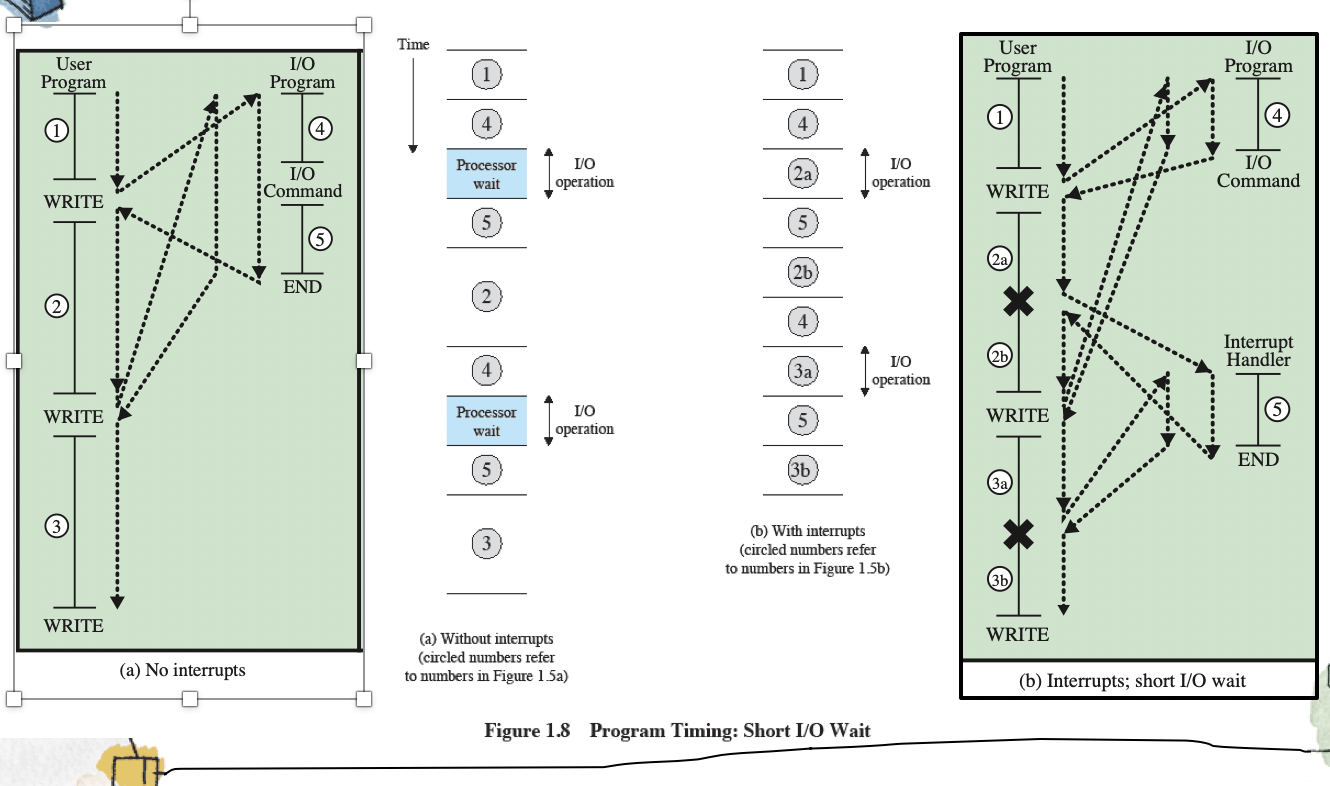 User
Program
I/O
Program
1
4
I/O
Command
WRITE
5
END
2
WRITE
3
WRITE
(a) No interrupts
Time
1
4
Processor
wait
I/O
operation
5
2
4
Processor
wait
I/O
operation
5
3
(a) Without interrupts
(circled numbers refer
to numbers in Figure 1.5a)
1
4
2a
I/O
operation
5
2b
4
3a
I/O
operation
5
3b
(b) With interrupts
(circled numbers refer
to numbers in Figure 1.5b)
User
Program
I/O
Program
1
4
I/O
Command
WRITE
2a
2b
Interrupt
Handler
5
END
WRITE
3a
3b
WRITE
(b) Interrupts; short I/O wait
Figure 1.8 Program Timing: Short I/O Wait